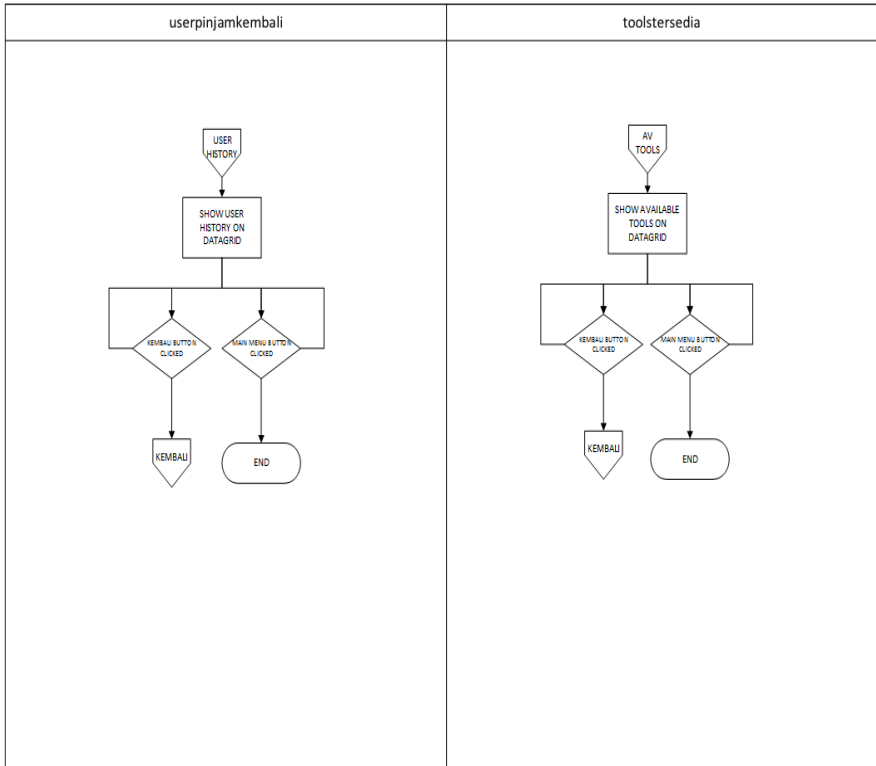 userpinjamkembali
toolstersedia
USER
HISTORY
SHOW USER
HISTORY ON
DATAGRID
KEMBALI BUTTON
CLICKED
MAIN MENU BUTTON
CLICKED
KEMBALI
END
AV
TOOLS
SHOW AVAILABLE
TOOLS ON
DATAGRID
KEMBALI BUTTON
CLICKED
MAIN MENU BUTTON
CLICKED
KEMBALI
END